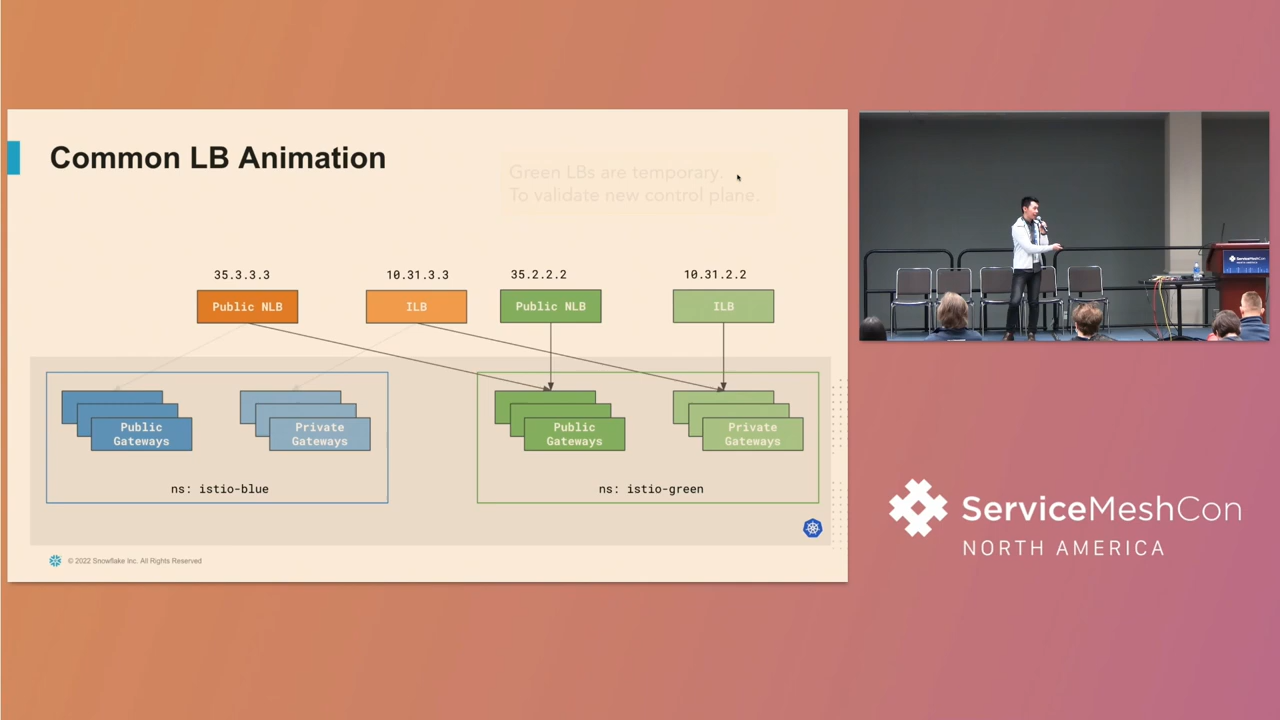 Common LB Animation
Green LBs are temporary.
To validate new control plane.
35.3.3.3
10.31.3.3
35.2.2.2
10.31.2.2
Public NLB
ILB
Public NLB
ILB
Public
Gateways
Private
Gateways
Public
Gateways
Private
Gateways
ns: istio-blue
ns: istio-green
© 2022 Snowflake Inc. All Rights Reserved
ServiceMeshCon
ServiceMeshCon
NORTH AMERICA